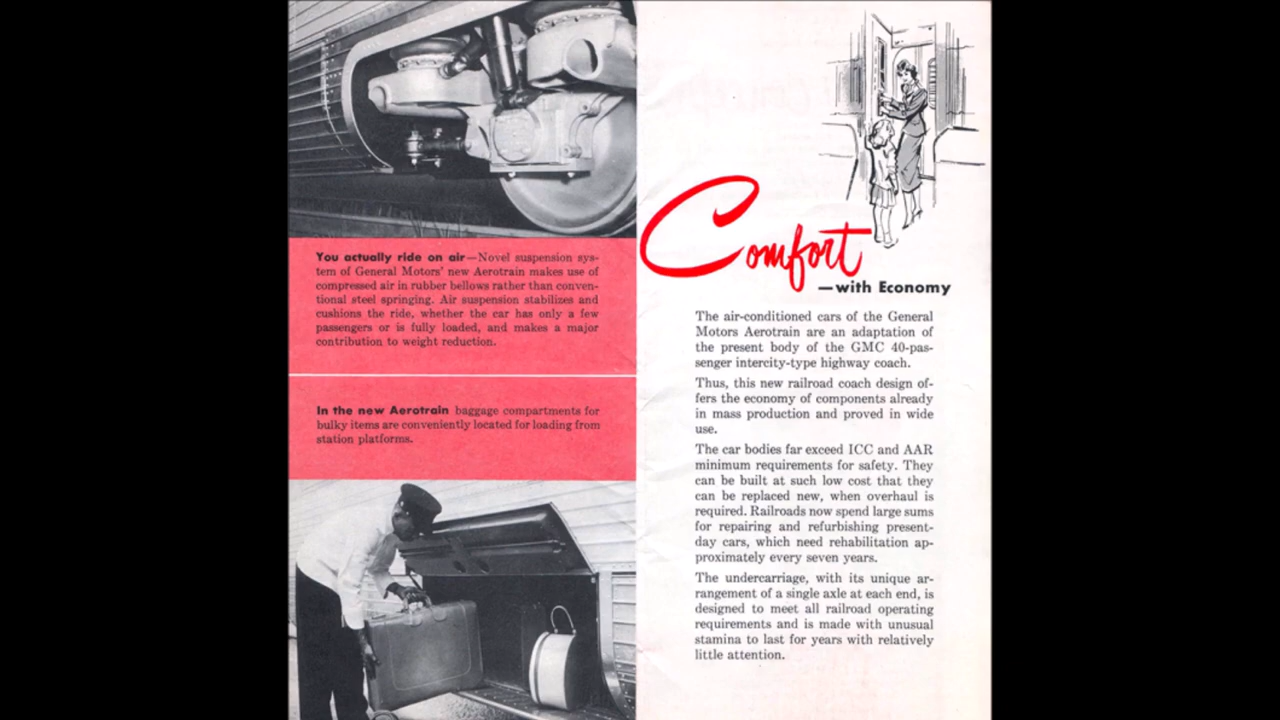 You actually ride on air—Novel suspension sys-
tem of General Motors' new Aerotrain makes use of
compressed air in rubber bellows rather than conven-
tional steel springing. Air suspension stabilizes and
cushions the ride, whether the car has only a few
passengers or is fully loaded, and makes a major
contribution to weight reduction.
In the new Aerotrain baggage compartments for
bulky items are conveniently located for loading from
station platforms.
Comfort
—with Economy
The air-conditioned cars of the General
Motors Aerotrain are an adaptation of
the present body of the GMC 40-pas-
senger intercity-type highway coach.
Thus, this new railroad coach design of-
fers the economy of components already
in mass production and proved in wide
use.
The car bodies far exceed ICC and AAR
minimum requirements for safety. They
can be built at such low cost that they
can be replaced new, when overhaul is
required. Railroads now spend large sums
for repairing and refurbishing present-
day cars, which need rehabilitation ap-
proximately every seven years.
The undercarriage, with its unique ar-
rangement of a single axle at each end, is
designed to meet all railroad operating
requirements and is made with unusual
stamina to last for years with relatively
little attention.